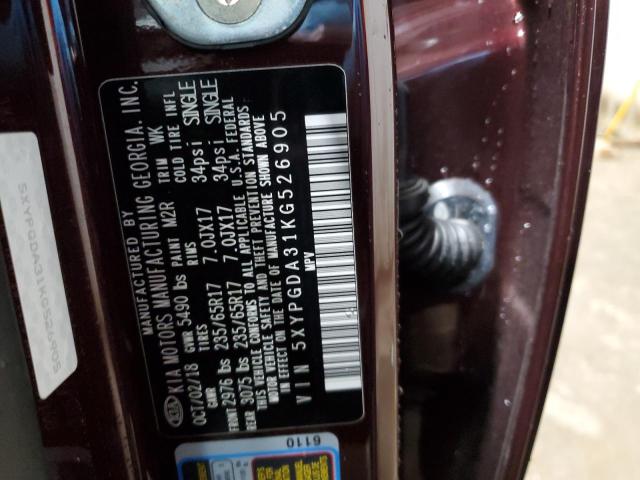 MANUFACTURED BY
KIA KIA MOTORS MANUFACTURING GEORGIA. INC.
OCT/02/18 GVWR 5490 lbs PAINT M2R TRIM WK
GAWR TIRES RIMS COLD TIRE INFL
FRONT 2976 lbs 235/65R17 7.0JX17 34psi SINGLE
REAR 3075 lbs 235/65R17 7.0JX17 34psi SINGLE
THIS VEHICLE CONFORMS TO ALL APPLICABLE U.S.A. FEDERAL
MOTOR VEHICLE SAFETY AND THEFT PREVENTION STANDARDS
IN EFFECT ON THE DATE OF MANUFACTURE SHOWN ABOVE
VIN 5XYPGDA31KG526905
MPV
6110
5XYPGDA31KG526905